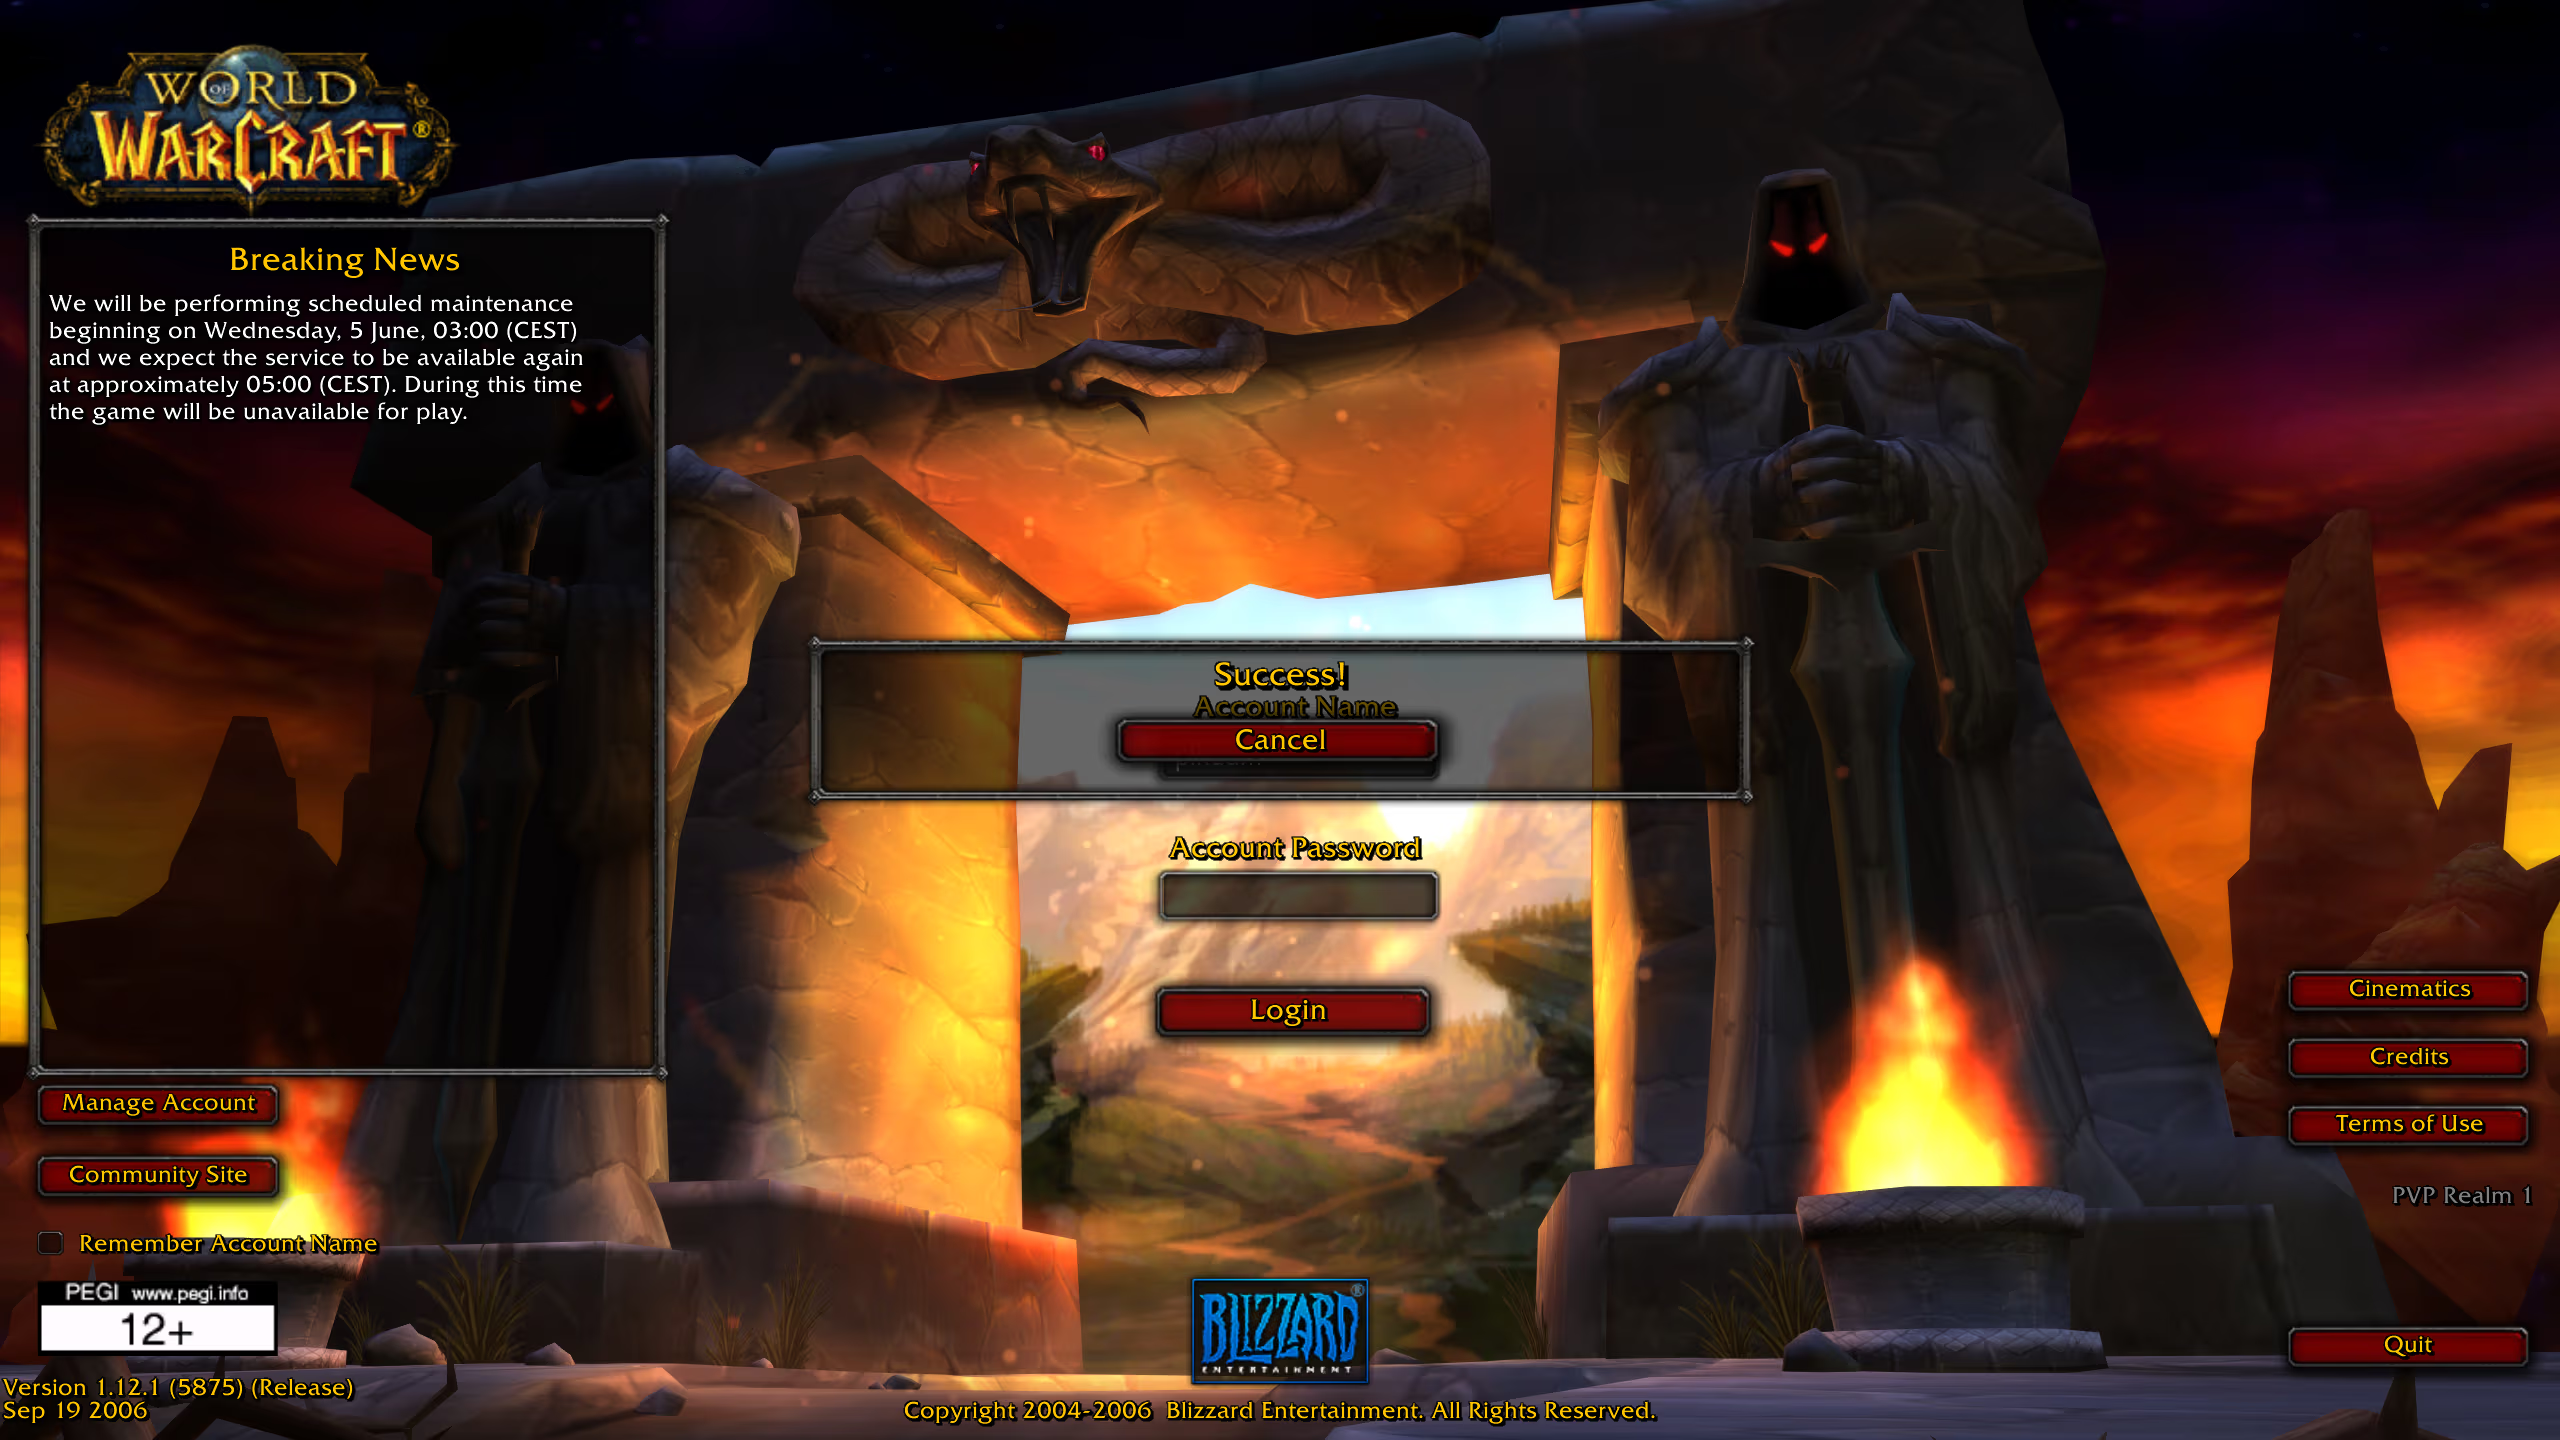 WORLD
OF
WARCRAFT®
Breaking News
We will be performing scheduled maintenance
beginning on Wednesday, 5 June, 03:00 (CEST)
and we expect the service to be available again
at approximately 05:00 (CEST). During this time
the game will be unavailable for play.
Success!
Account Name
Cancel
Account Password
Login
Manage Account
Community Site
Remember Account Name
PEGI www.pegi.info
12+
Version 1.12.1 (5875) (Release)
Sep 19 2006
Cinematics
Credits
Terms of Use
PVP Realm 1
Quit
BLIZZARD®
ENTERTAINMENT
Copyright 2004-2006 Blizzard Entertainment. All Rights Reserved.